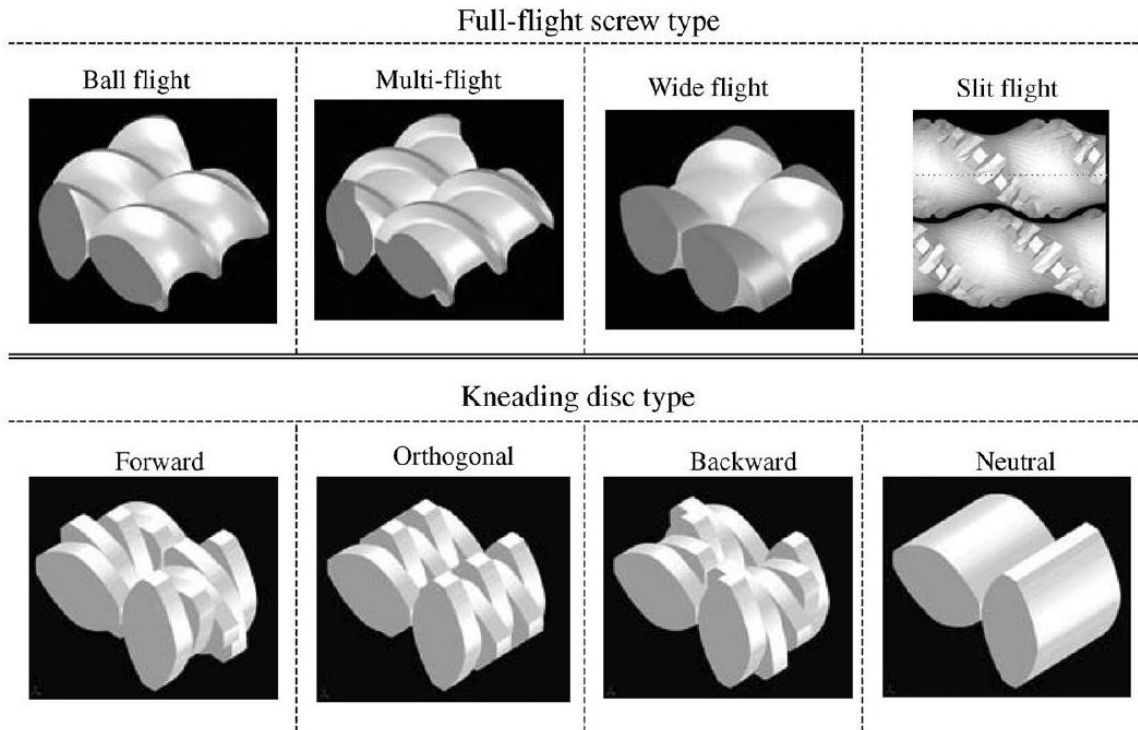 Full-flight screw type
Ball flight
Multi-flight
Wide flight
Slit flight
Kneading disc type
Forward
Orthogonal
Backward
Neutral